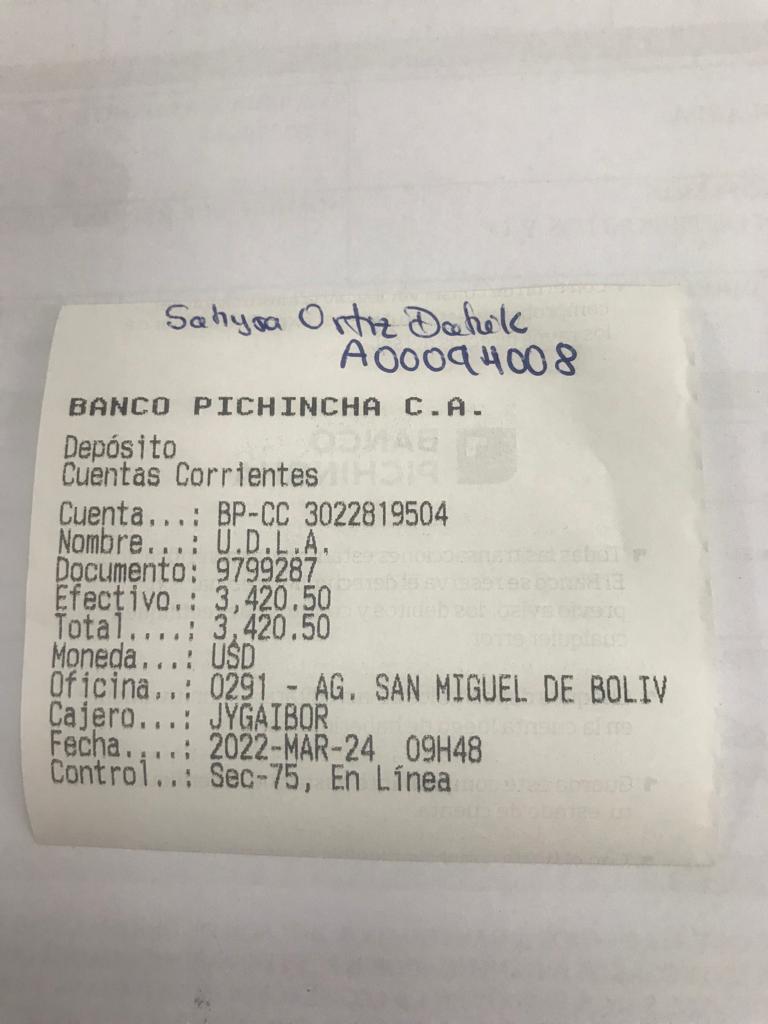 Sahysa Ortiz Dahik
A00094008
BANCO PICHINCHA C.A.
Depósito
Cuentas Corrientes
Cuenta...: BP-CC 3022819504
Nombre...: U.D.L.A.
Documento: 9799287
Efectivo.: 3,420.50
Total....: 3,420.50
Moneda...: USD
Oficina..: 0291 - AG. SAN MIGUEL DE BOLIV
Cajero...: JYGAIBOR
Fecha....: 2022-MAR-24 09H48
Control..: Sec-75, En Línea